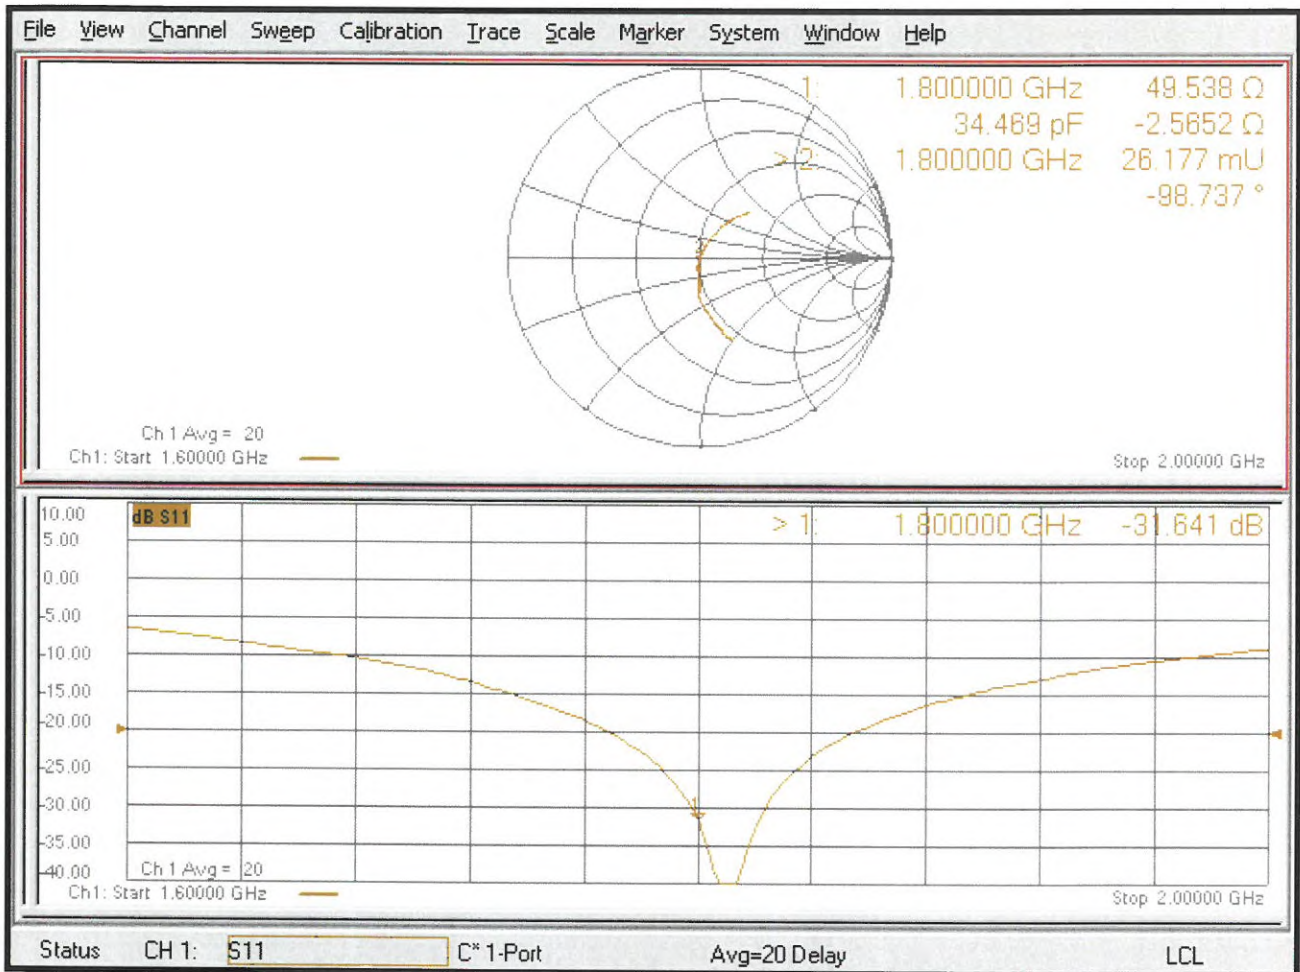 File View Channel Sweep Calibration Trace Scale Marker System Window Help
1: 1.800000 GHz 49.538 Ω
34.469 pF -2.5652 Ω
> 2: 1.800000 GHz 26.177 mU
-98.737 °
Ch 1 Avg = 20
Ch1: Start 1.60000 GHz
Stop 2.00000 GHz
10.00
dB S11
> 1: 1.800000 GHz -31.641 dB
5.00
0.00
-5.00
-10.00
-15.00
-20.00
-25.00
-30.00
1
-35.00
-40.00
Ch 1 Avg = 20
Ch1: Start 1.60000 GHz
Stop 2.00000 GHz
Status CH 1: S11 C* 1-Port Avg=20 Delay LCL